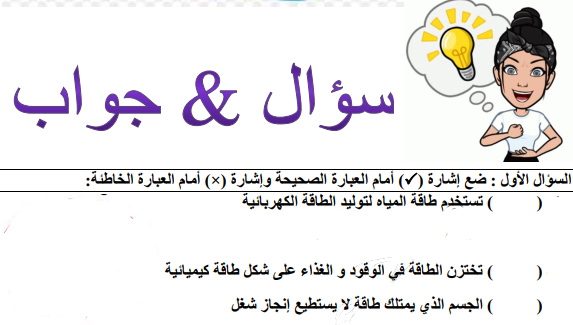 سؤال & جواب
السؤال الأول : ضع إشارة (✓) أمام العبارة الصحيحة وإشارة (×) أمام العبارة الخاطئة:
( ) تستخدم طاقة المياه لتوليد الطاقة الكهربائية
( ) تختزن الطاقة في الوقود و الغذاء على شكل طاقة كيميائية
( ) الجسم الذي يمتلك طاقة لا يستطيع إنجاز شغل